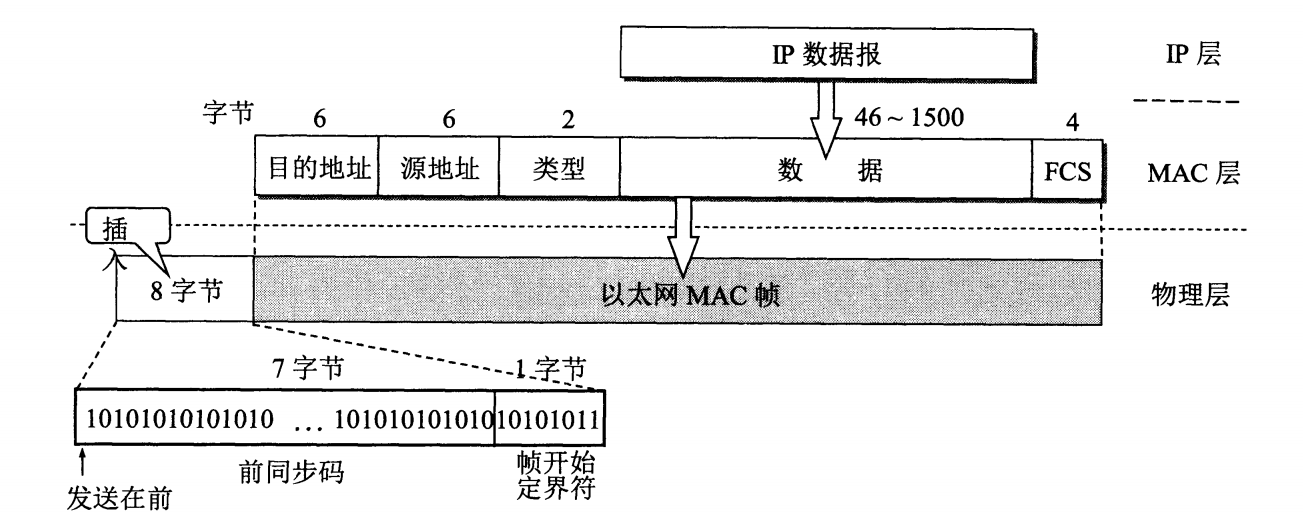 IP 数据报
IP 层
字节 6 6 2 46~1500 4
目的地址 源地址 类型 数 据 FCS
MAC 层
插
入
8 字节
以太网 MAC 帧
物理层
7 字节 1 字节
10101010101010 … 101010101010 10101011
前同步码
帧开始
定界符
发送在前